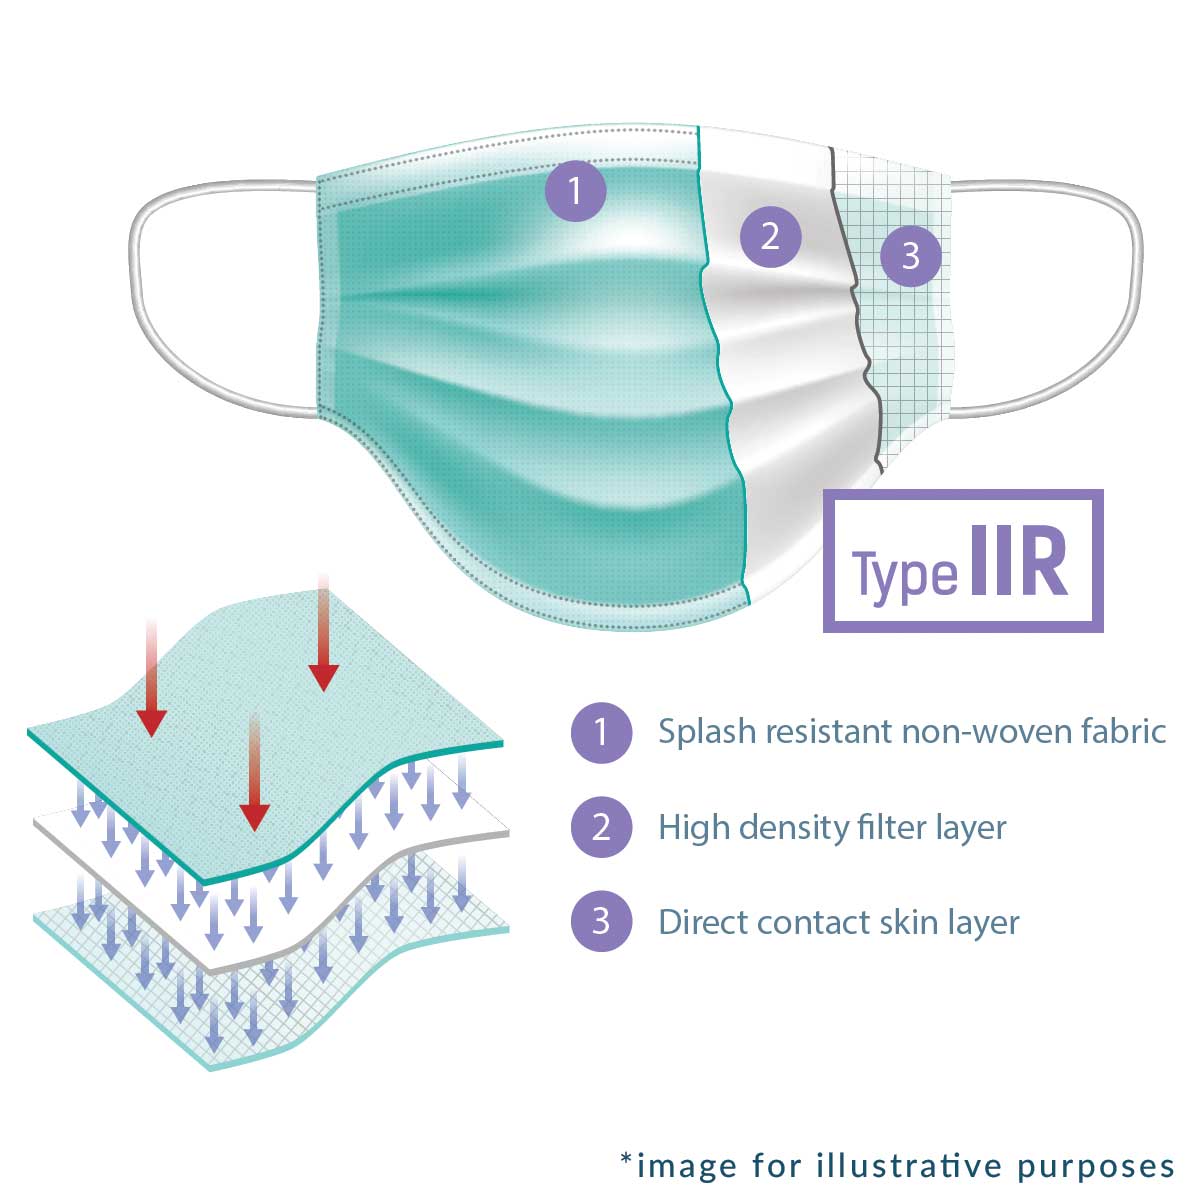 1
2
3
Type IIR
1 Splash resistant non-woven fabric
2 High density filter layer
3 Direct contact skin layer
*image for illustrative purposes